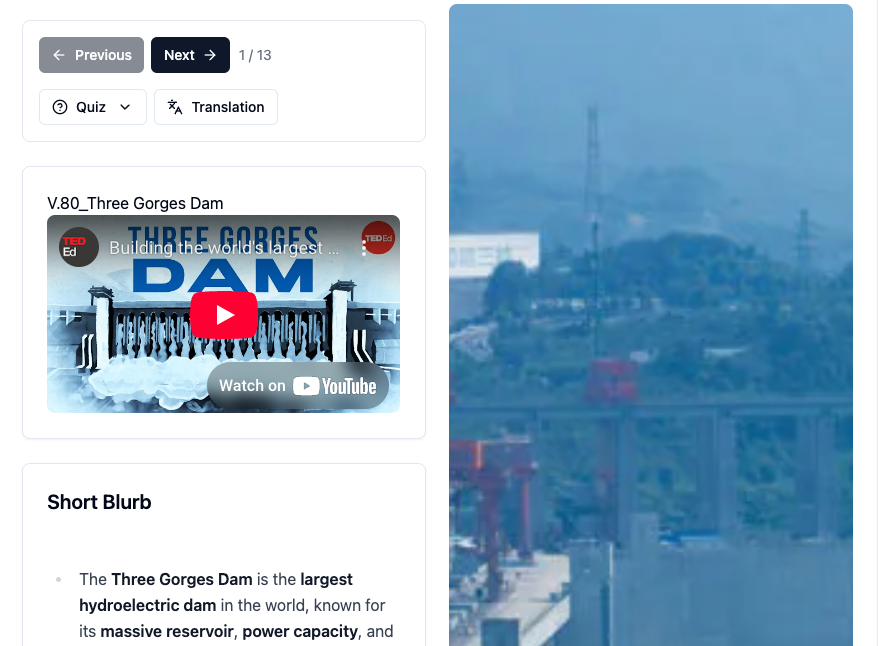 Previous
Next
1 / 13
Quiz
Translation
V.80_Three Gorges Dam
TED
Ed
Building the world's largest ...
TEDEd
THREE GORGES
DAM
Watch on YouTube
Short Blurb
The Three Gorges Dam is the largest
hydroelectric dam in the world, known for
its massive reservoir, power capacity, and